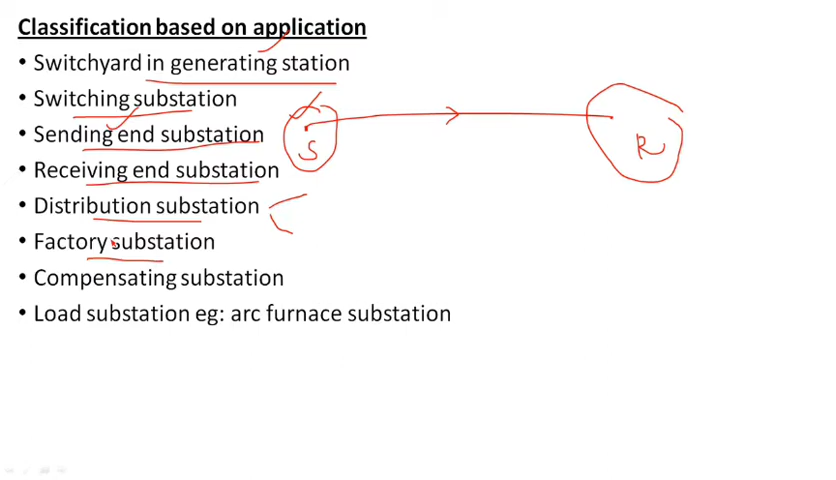 Classification based on application
• Switchyard in generating station
• Switching substation
• Sending end substation
• Receiving end substation
• Distribution substation
• Factory substation
• Compensating substation
• Load substation eg: arc furnace substation
S
R